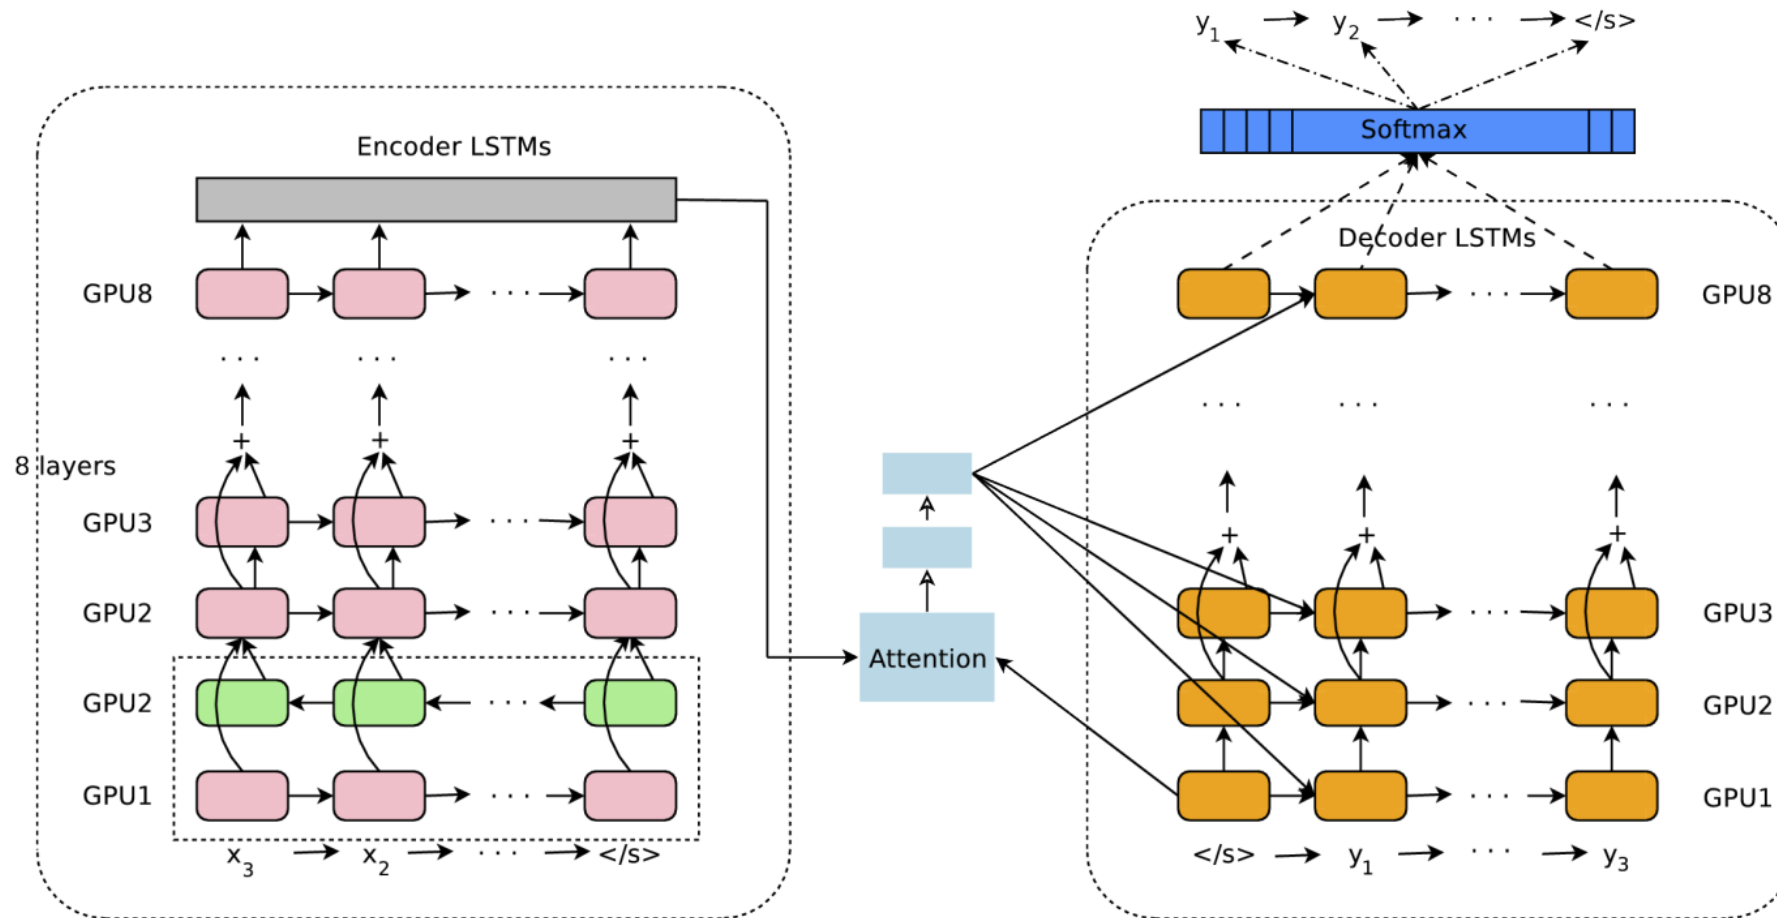 y1 y2 · · · </s>
Softmax
Encoder LSTMs
Decoder LSTMs
GPU8
· · ·
GPU8
· · ·
· · ·
· · ·
· · ·
· · ·
· · ·
· · ·
+
+
+
8 layers
GPU3
· · ·
+
+
+
GPU2
· · ·
· · ·
GPU3
Attention
GPU2
· · ·
· · ·
GPU2
GPU1
· · ·
· · ·
GPU1
x3 x2 · · · </s>
</s> y1 · · · y3